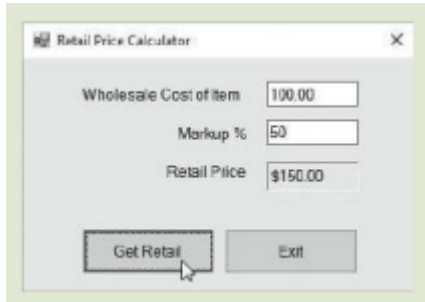 Retail Price Calculator
Wholesale Cost of Item 100.00
Markup % 50
Retail Price $150.00
Get Retail Exit